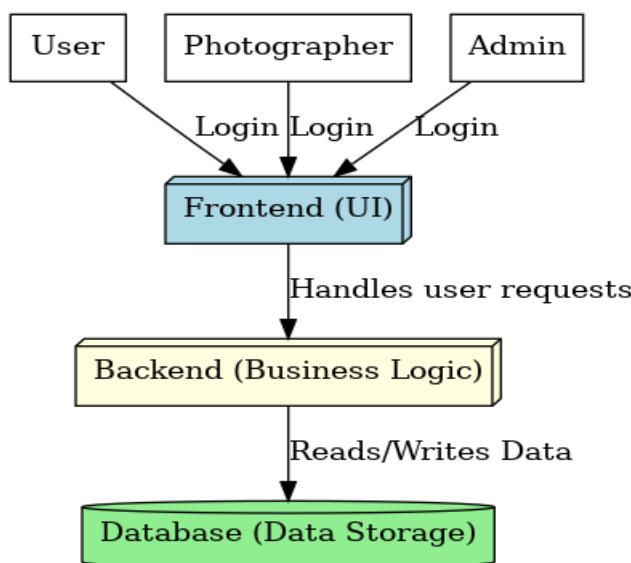 User
Photographer
Admin
Login
Login
Login
Frontend (UI)
Handles user requests
Backend (Business Logic)
Reads/Writes Data
Database (Data Storage)